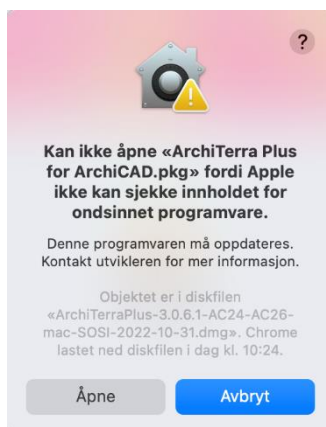 ?
Kan ikke åpne «ArchiTerra Plus
for ArchiCAD.pkg» fordi Apple
ikke kan sjekke innholdet for
ondsinnet programvare.
Denne programvaren må oppdateres.
Kontakt utvikleren for mer informasjon.
Objektet er i diskfilen
«ArchiTerraPlus-3.0.6.1-AC24-AC26-
mac-SOSI-2022-10-31.dmg». Chrome
lastet ned diskfilen i dag kl. 10:24.
Åpne
Avbryt